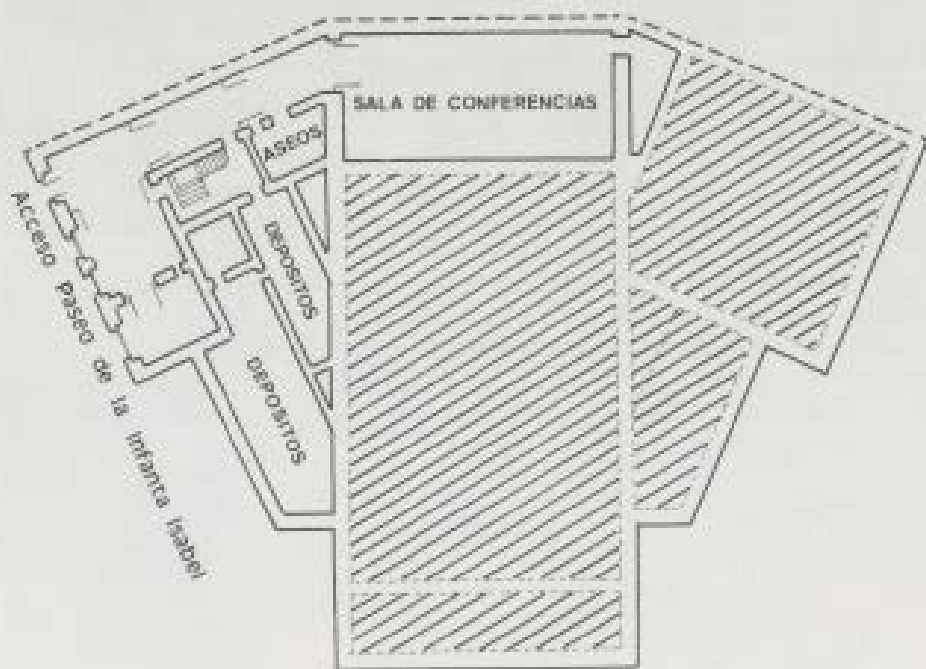 SALA DE CONFERENCIAS
ASEOS
DEPOSITOS
DEPOSITOS
Acceso Paseo de la Infanta Isabel